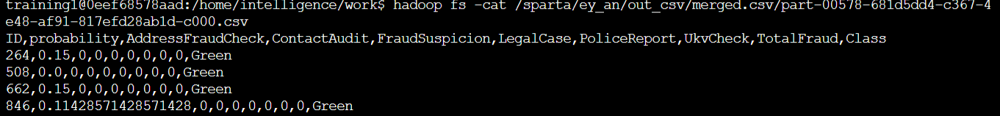 training1@0eef68578aad:/home/intelligence/work$ hadoop fs -cat /sparta/ey_an/out_csv/merged.csv/part-00578-681d5dd4-c367-4
e48-af91-817efd28ab1d-c000.csv
ID,probability,AddressFraudCheck,ContactAudit,FraudSuspicion,LegalCase,PoliceReport,UkvCheck,TotalFraud,Class
264,0.15,0,0,0,0,0,0,0,Green
508,0.0,0,0,0,0,0,0,0,Green
662,0.15,0,0,0,0,0,0,0,Green
846,0.11428571428571428,0,0,0,0,0,0,0,Green